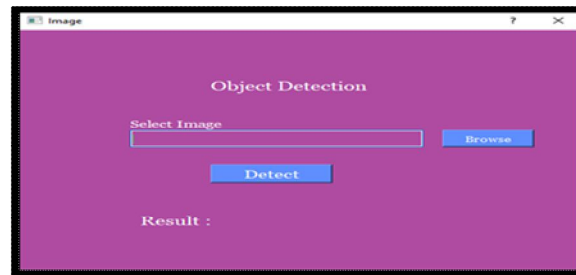 Image ?
Object Detection
Select Image
Browse
Detect
Result :